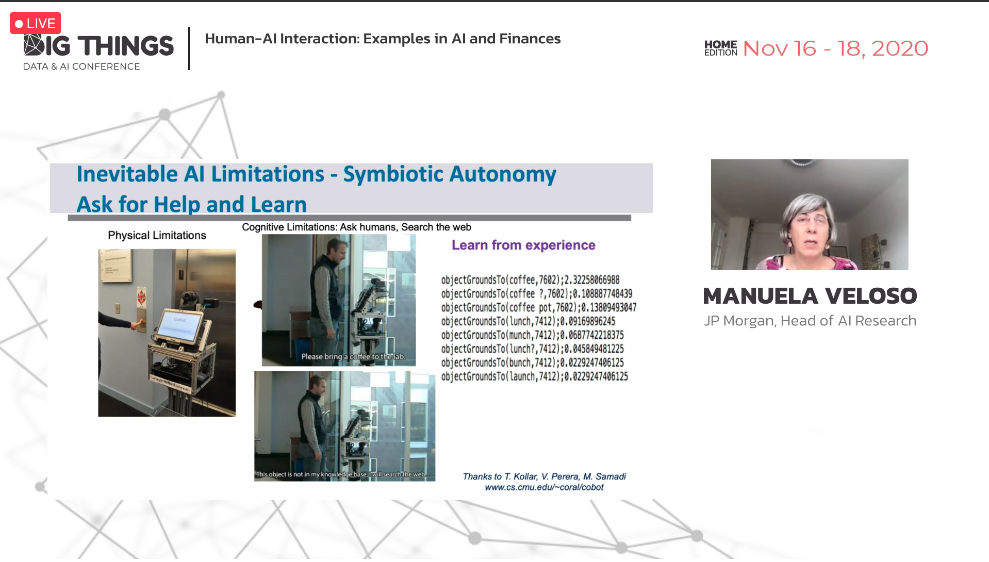 LIVE
BIG THINGS
DATA & AI CONFERENCE
Human-AI Interaction: Examples in AI and Finances
HOME
EDITION
Nov 16 - 18, 2020
Inevitable AI Limitations - Symbiotic Autonomy
Ask for Help and Learn
Physical Limitations
Cognitive Limitations: Ask humans, Search the web
Learn from experience
objectGroundsTo(coffee,7602);2.32258066988
objectGroundsTo(coffee ?,7602);0.108887748439
objectGroundsTo(coffee pot,7602);0.13809493047
objectGroundsTo(lunch,7412);0.09169896245
objectGroundsTo(munch,7412);0.0687742218375
objectGroundsTo(lunch?,7412);0.045849481225
objectGroundsTo(bunch,7412);0.0229247406125
objectGroundsTo(launch,7412);0.0229247406125
Please bring a coffee to the lab.
This object is not in my knowledge base. I will search the web.
Thanks to T. Kollar, V. Perera, M. Samadi
www.cs.cmu.edu/~coral/cobot
MANUELA VELOSO
JP Morgan, Head of AI Research